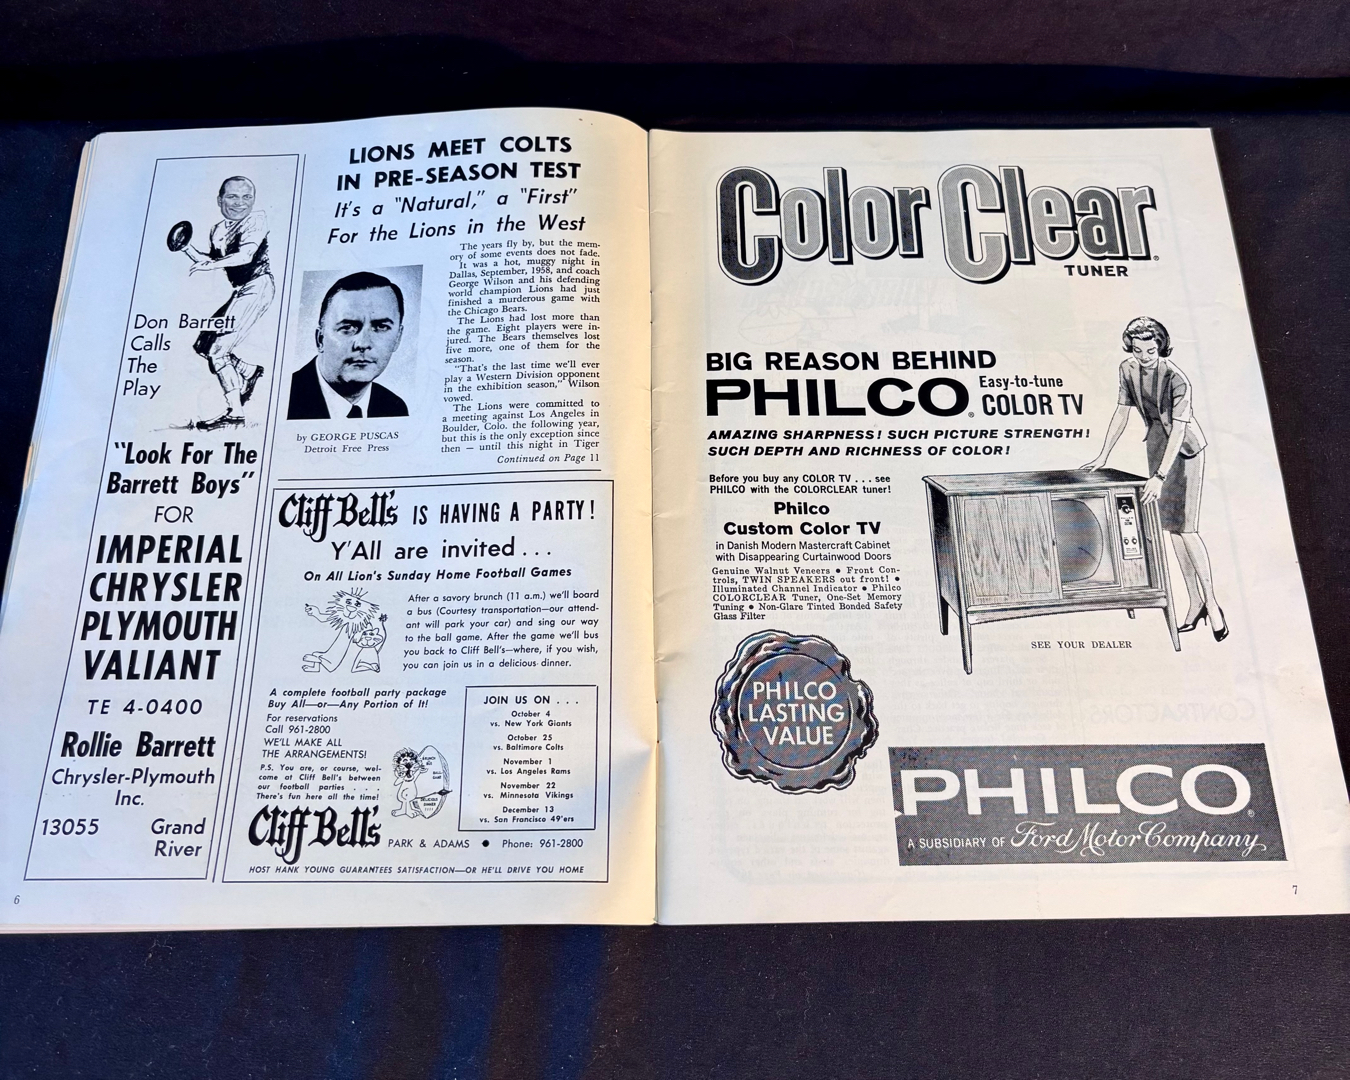 Don Barrett
Calls
The
Play
"Look For The
Barrett Boys"
FOR
IMPERIAL
CHRYSLER
PLYMOUTH
VALIANT
TE 4-0400
Rollie Barrett
Chrysler-Plymouth
Inc.
13055 Grand
River
6
LIONS MEET COLTS
IN PRE-SEASON TEST
It's a "Natural," a "First"
For the Lions in the West
by GEORGE PUSCAS
Detroit Free Press
The years fly by, but the mem-
ory of some events does not fade.
It was a hot, muggy night in
Dallas, September, 1958, and coach
George Wilson and his defending
world champion Lions had just
finished a murderous game with
the Chicago Bears.
The Lions had lost more than
the game. Eight players were in-
jured. The Bears themselves lost
five more, one of them for the
season.
"That's the last time we'll ever
play a Western Division opponent
in the exhibition season," Wilson
vowed.
The Lions were committed to
a meeting against Los Angeles in
Boulder, Colo. the following year,
but this is the only exception since
then — until this night in Tiger
Continued on Page 11
Cliff Bell's IS HAVING A PARTY!
Y'All are invited . . .
On All Lion's Sunday Home Football Games
After a savory brunch (11 a.m.) we'll board
a bus (Courtesy transportation—our attend-
ant will park your car) and sing our way
to the ball game. After the game we'll bus
you back to Cliff Bell's—where, if you wish,
you can join us in a delicious dinner.
A complete football party package
Buy All—or—Any Portion of It!
For reservations
Call 961-2800
WE'LL MAKE ALL
THE ARRANGEMENTS!
P.S. You are, or course, wel-
come at Cliff Bell's between
our football parties . . . .
There's fun here all the time!
JOIN US ON . . .
October 4
vs. New York Giants
October 25
vs. Baltimore Colts
November 1
vs. Los Angeles Rams
November 22
vs. Minnesota Vikings
December 13
vs. San Francisco 49'ers
Cliff Bell's PARK & ADAMS ● Phone: 961-2800
HOST HANK YOUNG GUARANTEES SATISFACTION—OR HE'LL DRIVE YOU HOME
Color Clear®
TUNER
BIG REASON BEHIND
PHILCO® Easy-to-tune
COLOR TV
AMAZING SHARPNESS! SUCH PICTURE STRENGTH!
SUCH DEPTH AND RICHNESS OF COLOR!
Before you buy any COLOR TV . . . see
PHILCO with the COLORCLEAR tuner!
Philco
Custom Color TV
in Danish Modern Mastercraft Cabinet
with Disappearing Curtainwood Doors
Genuine Walnut Veneers ● Front Con-
trols, TWIN SPEAKERS out front! ●
Illuminated Channel Indicator ● Philco
COLORCLEAR Tuner, One-Set Memory
Tuning ● Non-Glare Tinted Bonded Safety
Glass Filter
SEE YOUR DEALER
PHILCO
LASTING
VALUE
PHILCO®
A SUBSIDIARY OF Ford Motor Company,
7